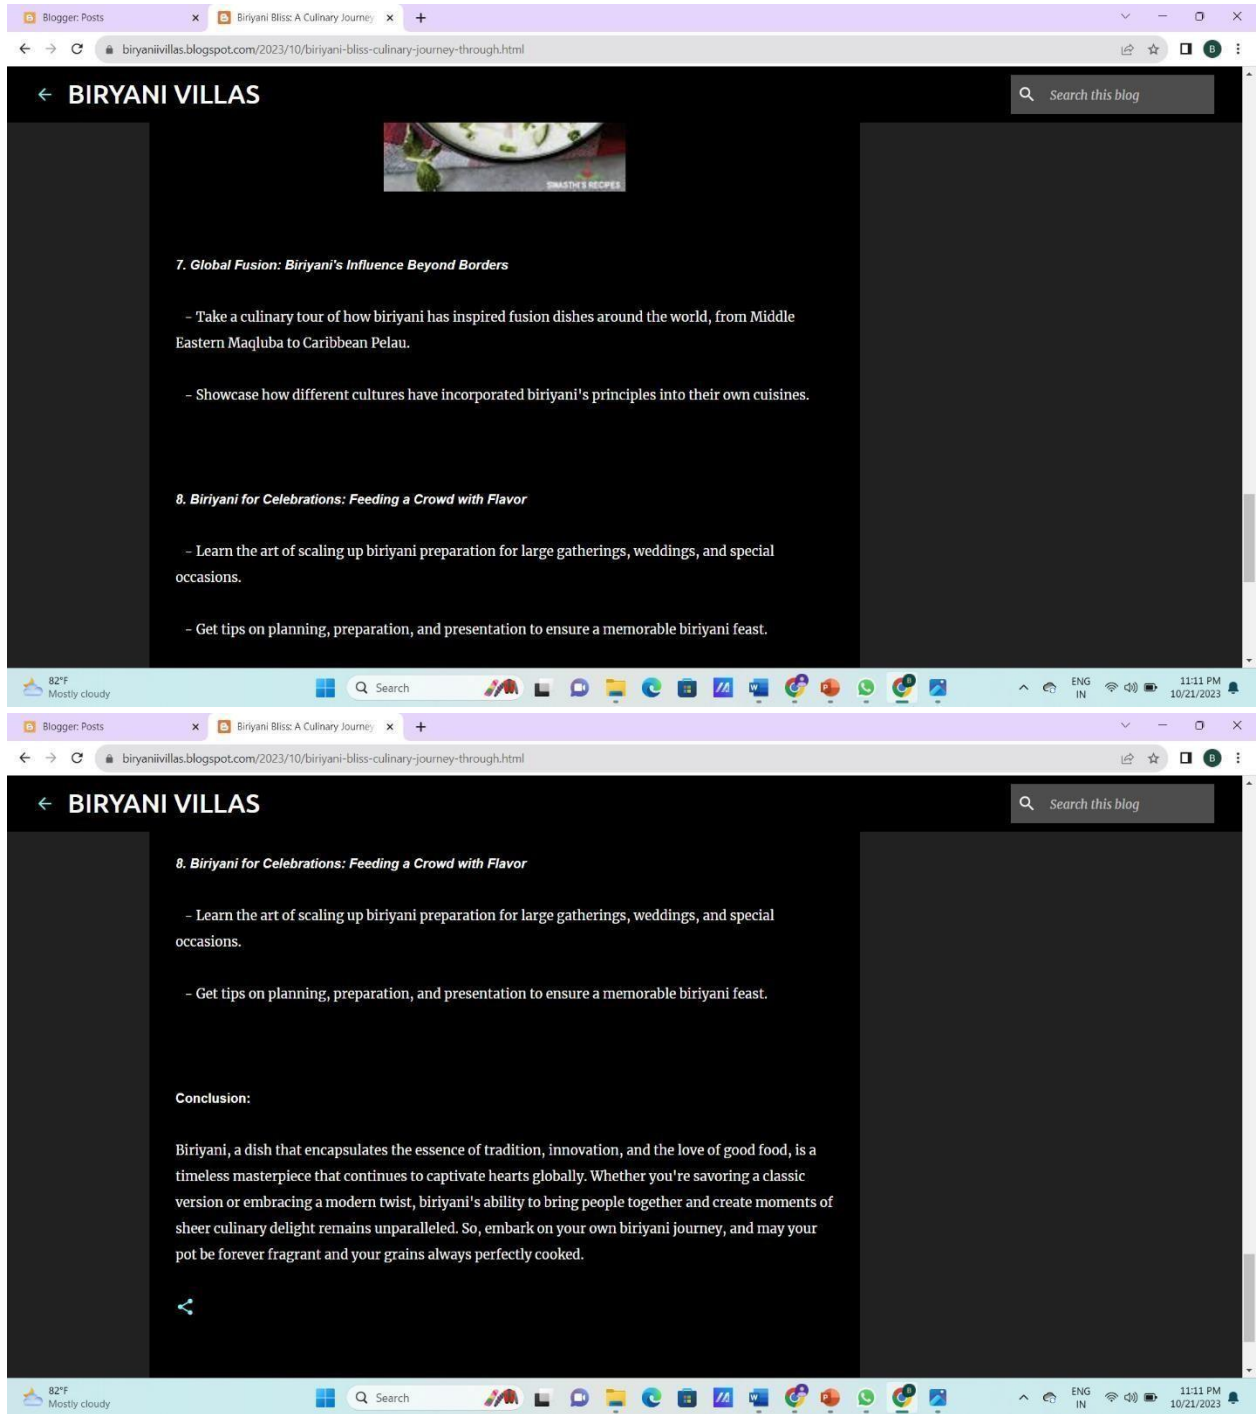 Blogger: Posts
Biriyani Bliss: A Culinary Journey
biryaniivillas.blogspot.com/2023/10/biriyani-bliss-culinary-journey-through.html
BIRYANI VILLAS
Search this blog
SWASTHI'S RECIPES
7. Global Fusion: Biriyani's Influence Beyond Borders
- Take a culinary tour of how biriyani has inspired fusion dishes around the world, from Middle
Eastern Maqluba to Caribbean Pelau.
- Showcase how different cultures have incorporated biriyani's principles into their own cuisines.
8. Biriyani for Celebrations: Feeding a Crowd with Flavor
- Learn the art of scaling up biriyani preparation for large gatherings, weddings, and special
occasions.
- Get tips on planning, preparation, and presentation to ensure a memorable biriyani feast.
82°F
Mostly cloudy
Search
ENG
IN
11:11 PM
10/21/2023
Blogger: Posts
Biriyani Bliss: A Culinary Journey
biryaniivillas.blogspot.com/2023/10/biriyani-bliss-culinary-journey-through.html
BIRYANI VILLAS
Search this blog
8. Biriyani for Celebrations: Feeding a Crowd with Flavor
- Learn the art of scaling up biriyani preparation for large gatherings, weddings, and special
occasions.
- Get tips on planning, preparation, and presentation to ensure a memorable biriyani feast.
Conclusion:
Biriyani, a dish that encapsulates the essence of tradition, innovation, and the love of good food, is a
timeless masterpiece that continues to captivate hearts globally. Whether you're savoring a classic
version or embracing a modern twist, biriyani's ability to bring people together and create moments of
sheer culinary delight remains unparalleled. So, embark on your own biriyani journey, and may your
pot be forever fragrant and your grains always perfectly cooked.
82°F
Mostly cloudy
Search
ENG
IN
11:11 PM
10/21/2023